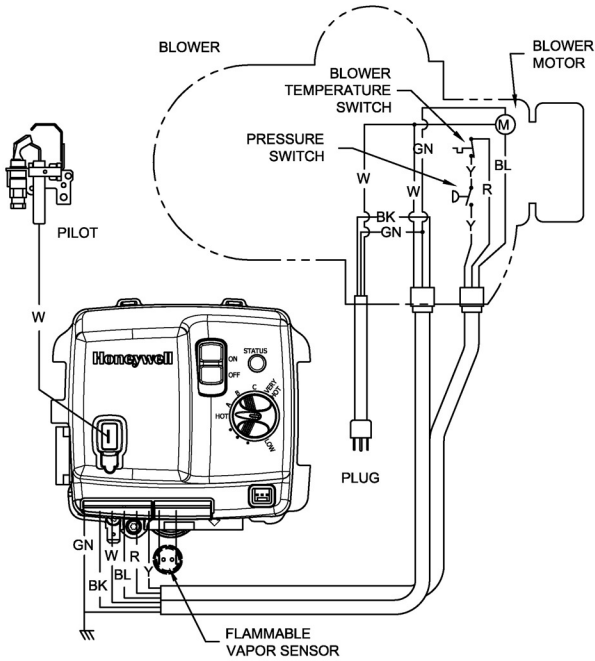 BLOWER
BLOWER
MOTOR
BLOWER
TEMPERATURE
SWITCH
PRESSURE
SWITCH
M
GN
BL
Y
R
W
W
Y
BK
GN
PILOT
W
Honeywell
ON
OFF
STATUS
VERY
HOT
C
B
A
HOT
LOW
PLUG
GN
W
R
Y
BK
BL
FLAMMABLE
VAPOR SENSOR